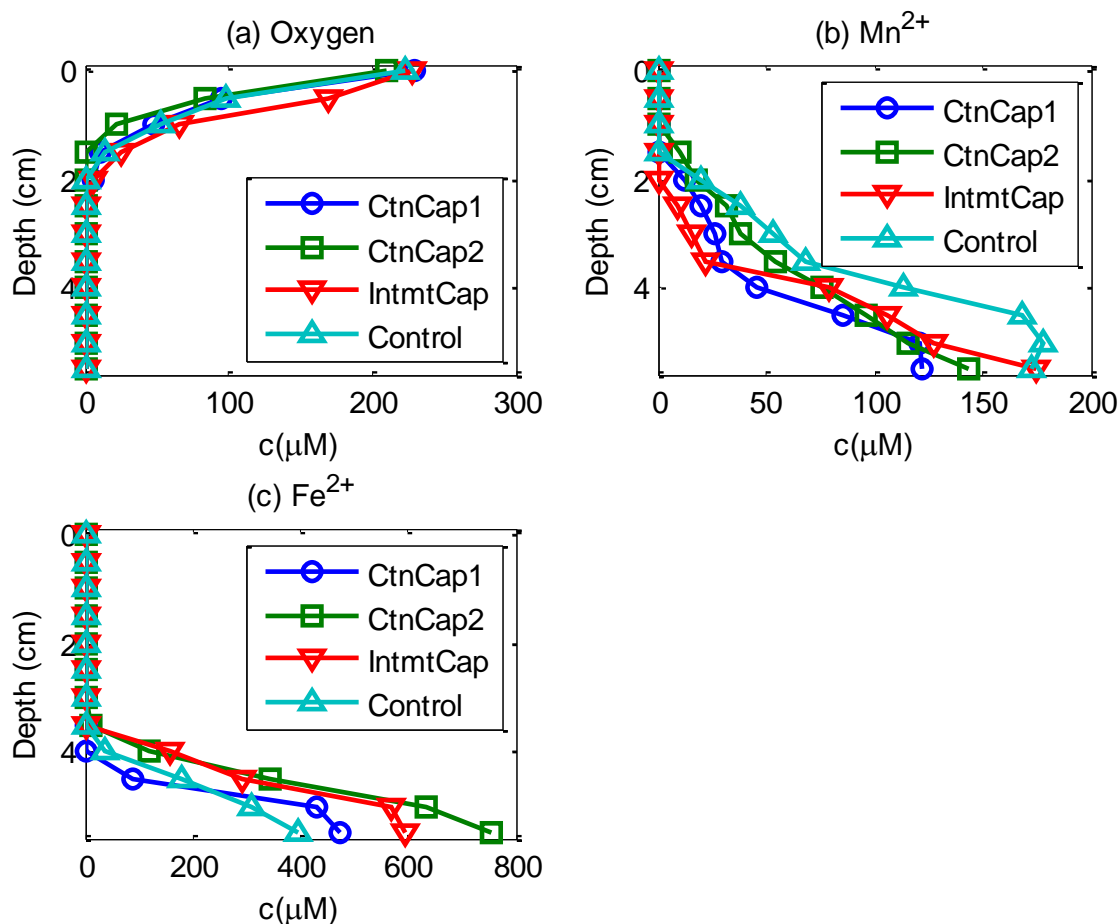 (a) Oxygen
0
2
4
Depth (cm)
CtnCap1
CtnCap2
IntmtCap
Control
0 100 200 300
c(μM)
(b) Mn²⁺
0
2
4
Depth (cm)
CtnCap1
CtnCap2
IntmtCap
Control
0 50 100 150 200
c(μM)
(c) Fe²⁺
0
2
4
Depth (cm)
CtnCap1
CtnCap2
IntmtCap
Control
0 200 400 600 800
c(μM)